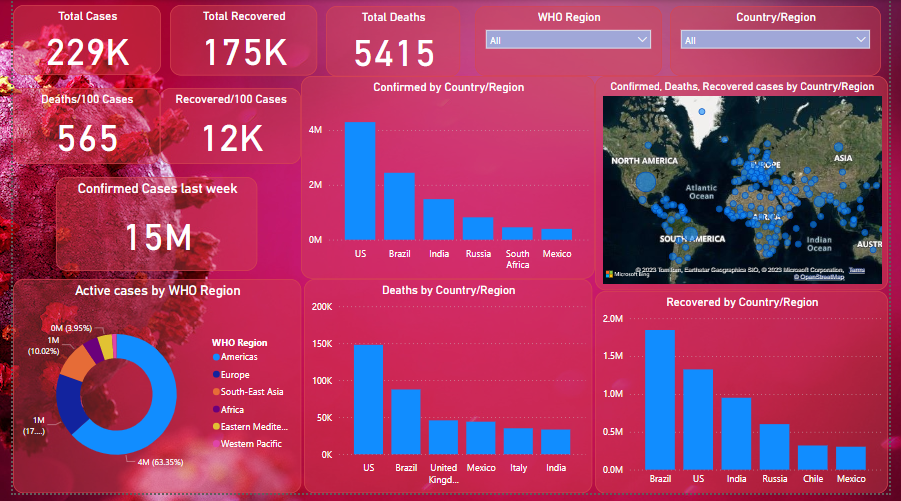 Total Cases
229K
Total Recovered
175K
Total Deaths
5415
WHO Region
All
Country/Region
All
Deaths/100 Cases
565
Recovered/100 Cases
12K
Confirmed Cases last week
15M
Confirmed by Country/Region
4M
2M
0M
US
Brazil
India
Russia
South
Africa
Mexico
Confirmed, Deaths, Recovered cases by Country/Region
NORTH AMERICA
EUROPE
ASIA
Atlantic
Ocean
AFRICA
SOUTH AMERICA
Indian
Ocean
AUSTR
Microsoft Bing
© 2023 TomTom, Earthstar Geographics SIO, © 2023 Microsoft Corporation, Terms
© OpenStreetMap
Active cases by WHO Region
0M (3.95%)
1M
(10.02%)
1M
(17....)
4M (63.35%)
WHO Region
Americas
Europe
South-East Asia
Africa
Eastern Medite...
Western Pacific
Deaths by Country/Region
200K
150K
100K
50K
0K
US
Brazil
United
Kingd...
Mexico
Italy
India
Recovered by Country/Region
2.0M
1.5M
1.0M
0.5M
0.0M
Brazil
US
India
Russia
Chile
Mexico